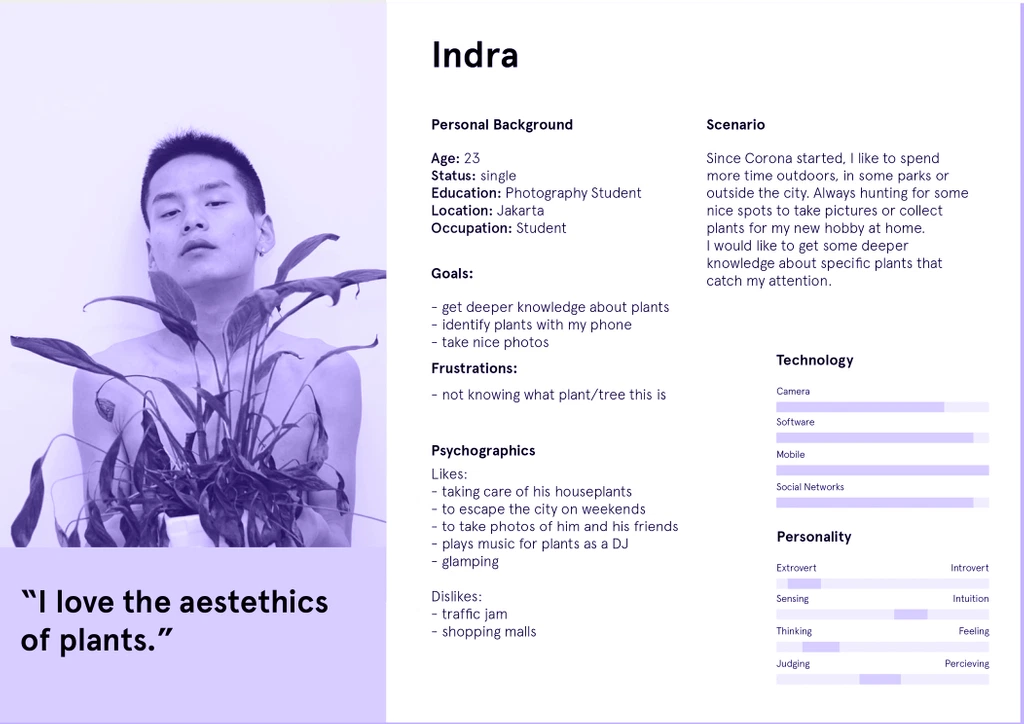 Indra
Personal Background
Age: 23
Status: single
Education: Photography Student
Location: Jakarta
Occupation: Student
Goals:
- get deeper knowledge about plants
- identify plants with my phone
- take nice photos
Frustrations:
- not knowing what plant/tree this is
Psychographics
Likes:
- taking care of his houseplants
- to escape the city on weekends
- to take photos of him and his friends
- plays music for plants as a DJ
- glamping
Dislikes:
- traffic jam
- shopping malls
Scenario
Since Corona started, I like to spend
more time outdoors, in some parks or
outside the city. Always hunting for some
nice spots to take pictures or collect
plants for my new hobby at home.
I would like to get some deeper
knowledge about specific plants that
catch my attention.
Technology
Camera
Software
Mobile
Social Networks
Personality
Extrovert Introvert
Sensing Intuition
Thinking Feeling
Judging Percieving
“I love the aestethics
of plants.”